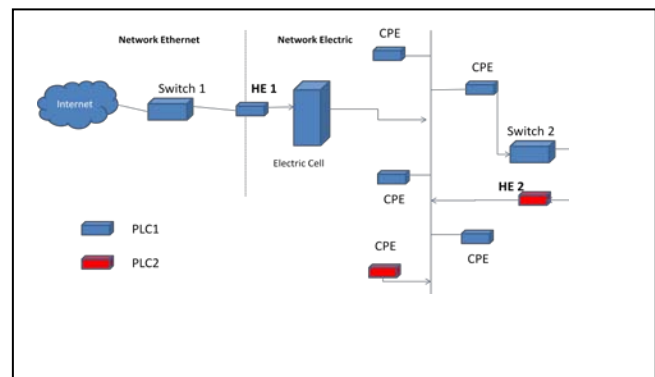 Network Ethernet
Network Electric
CPE
CPE
Internet
Switch 1
HE 1
Switch 2
Electric Cell
HE 2
CPE
PLC1
CPE
CPE
PLC2